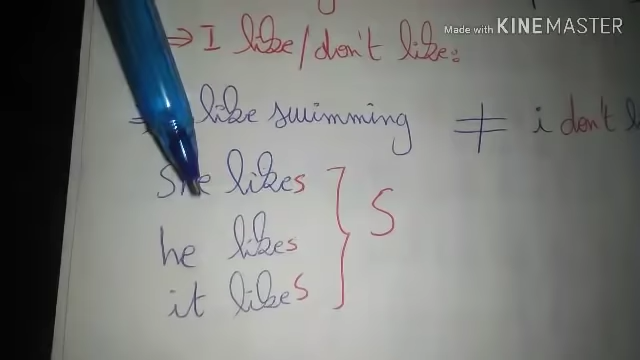 Made with KINEMASTER
⇒ I like/don't like:
like swimming ≠ i don't
She likes
he likes
it likes
S